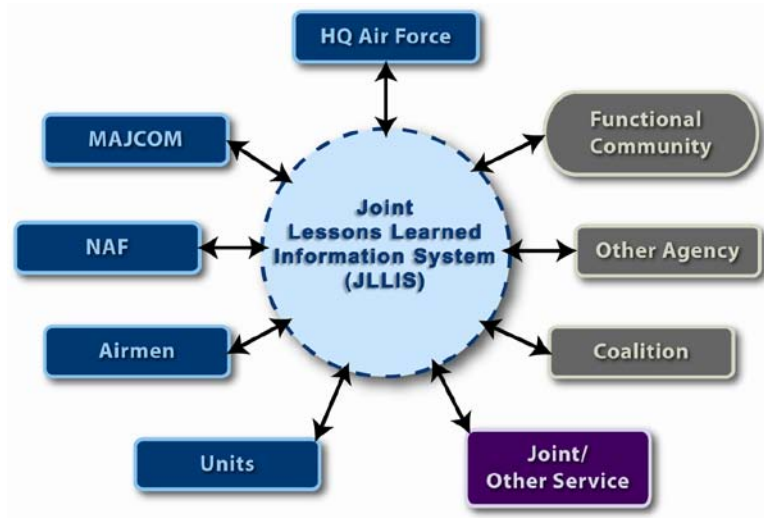 HQ Air Force
MAJCOM
Functional
Community
Joint
Lessons Learned
Information System
(JLLIS)
NAF
Other Agency
Airmen
Coalition
Units
Joint/
Other Service